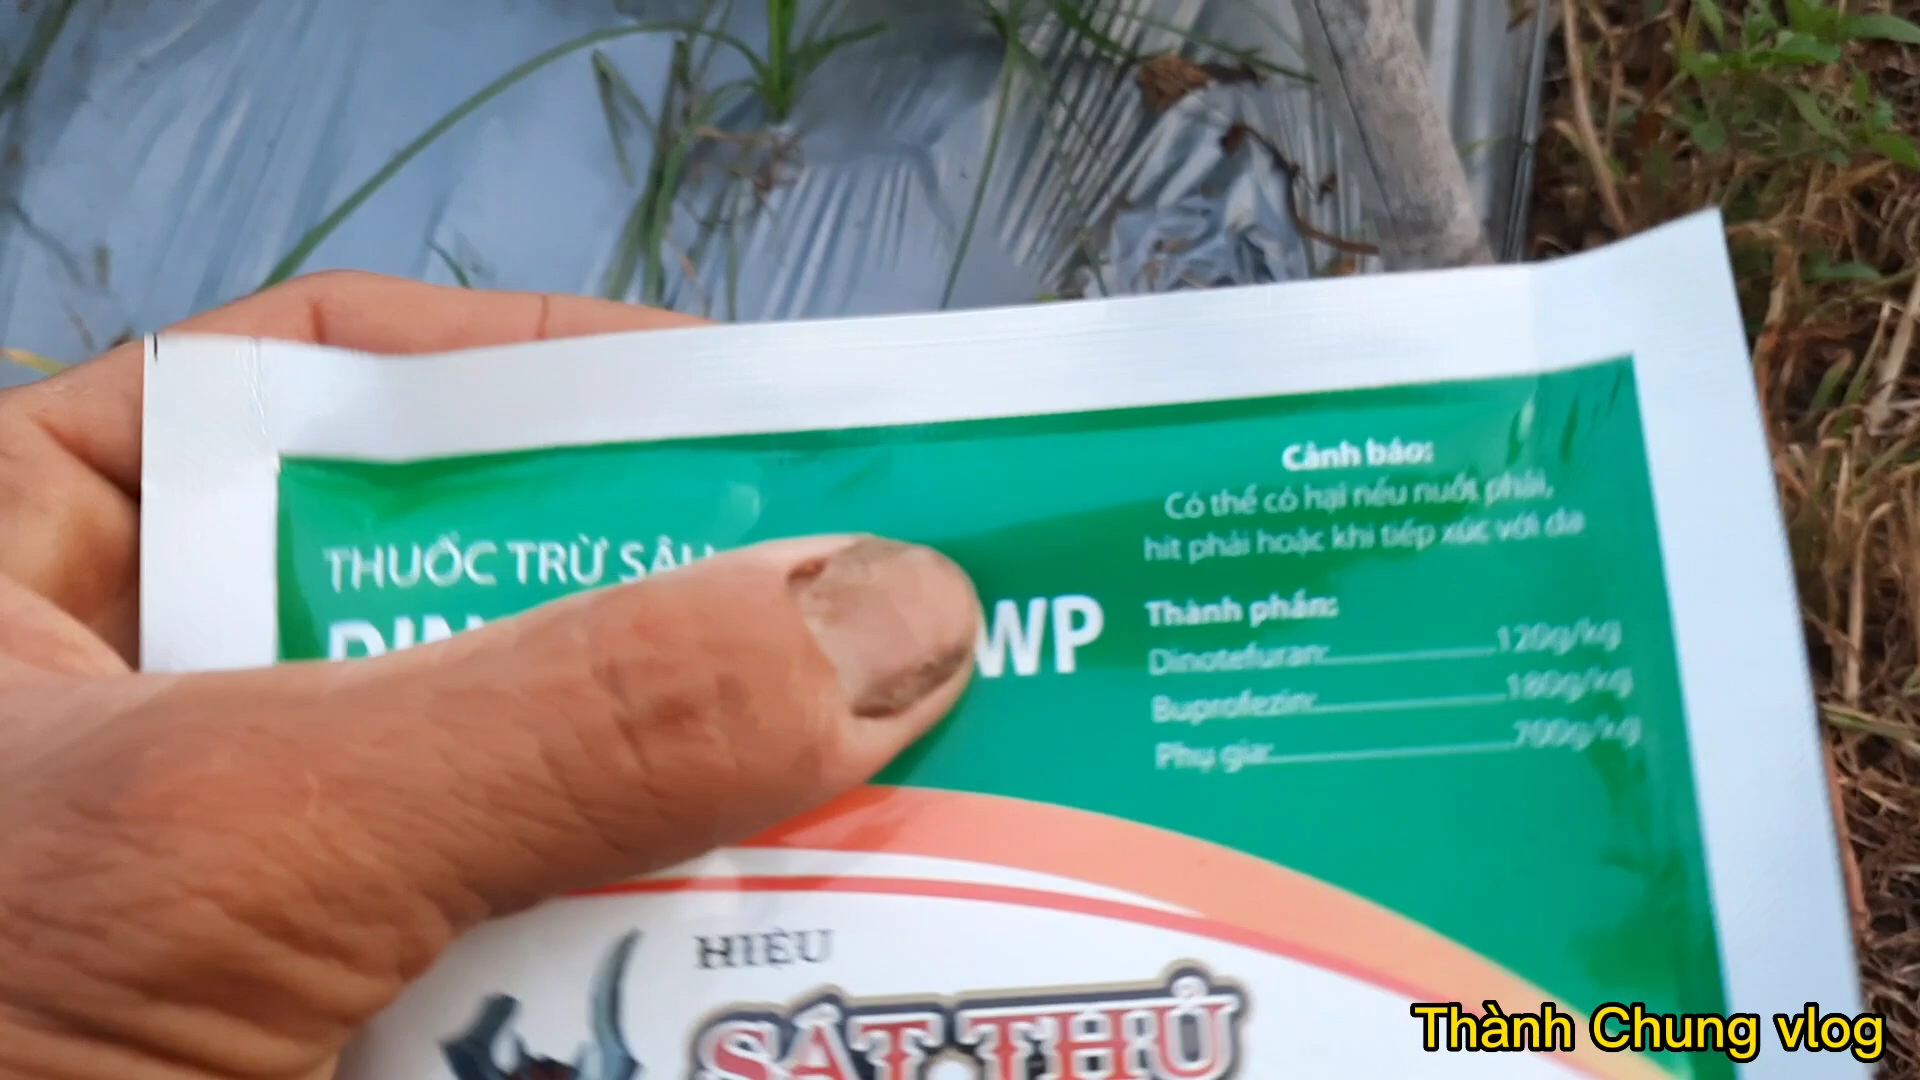 Cảnh báo:
Có thể có hại nếu nuốt phải,
hít phải hoặc khi tiếp xúc với da
THUỐC TRỪ SÂU
WP
Thành phần:
Dinotefuran:..........120g/kg
Buprofezin:..........180g/kg
Phụ gia:..........700g/kg
HIỆU
SÁT THỦ
Thành Chung vlog